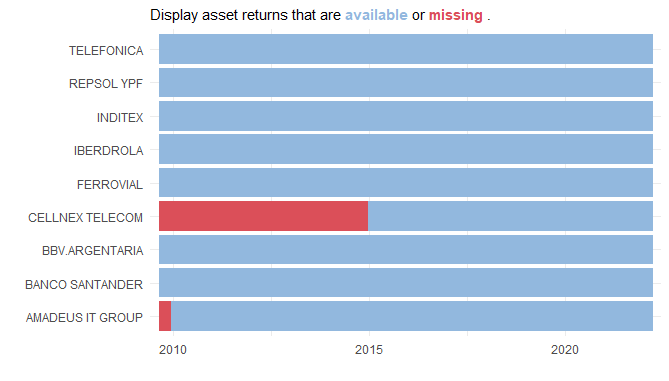 Display asset returns that are available or missing .
TELEFONICA
REPSOL YPF
INDITEX
IBERDROLA
FERROVIAL
CELLNEX TELECOM
BBV.ARGENTARIA
BANCO SANTANDER
AMADEUS IT GROUP
2010 2015 2020